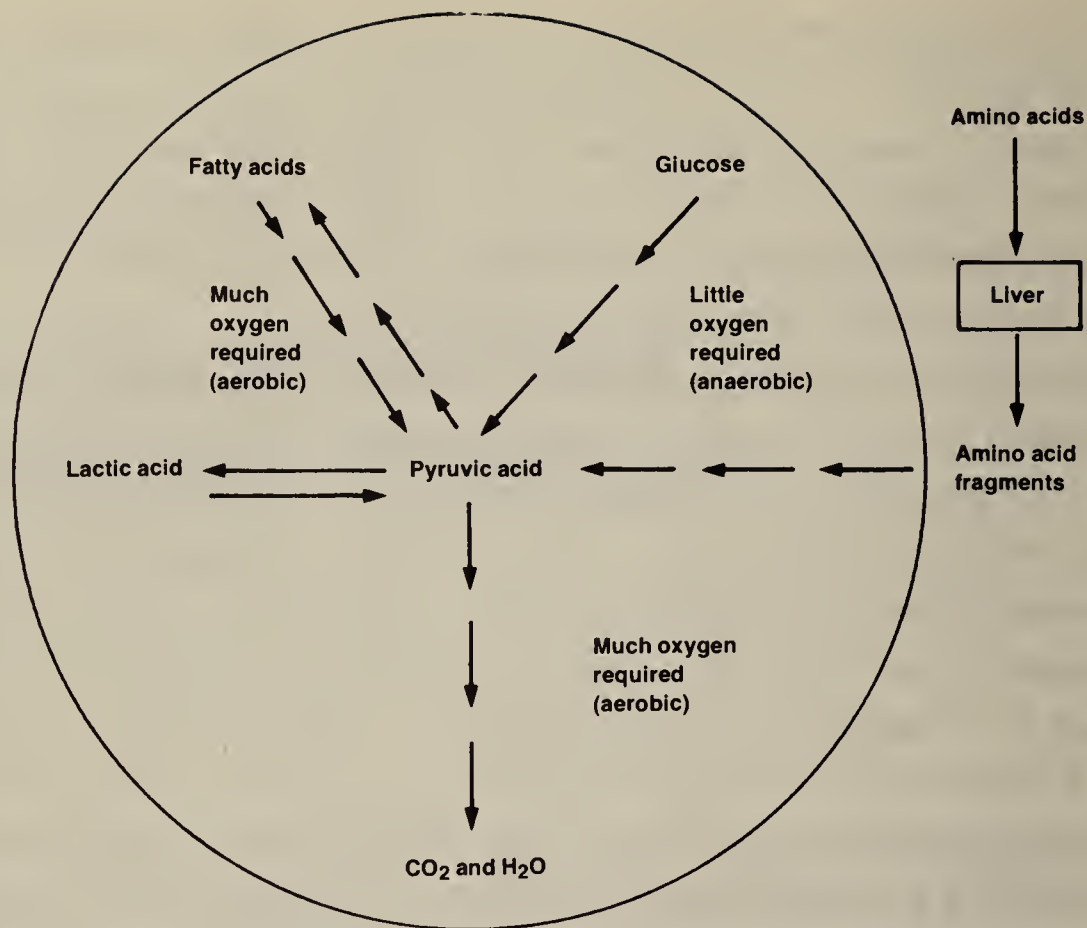 Amino acids
Fatty acids
Giucose
Much
oxygen
required
(aerobic)
Little
oxygen
required
(anaerobic)
Liver
Lactic acid
Pyruvic acid
Amino acid
fragments
Much oxygen
required
(aerobic)
CO₂ and H₂O